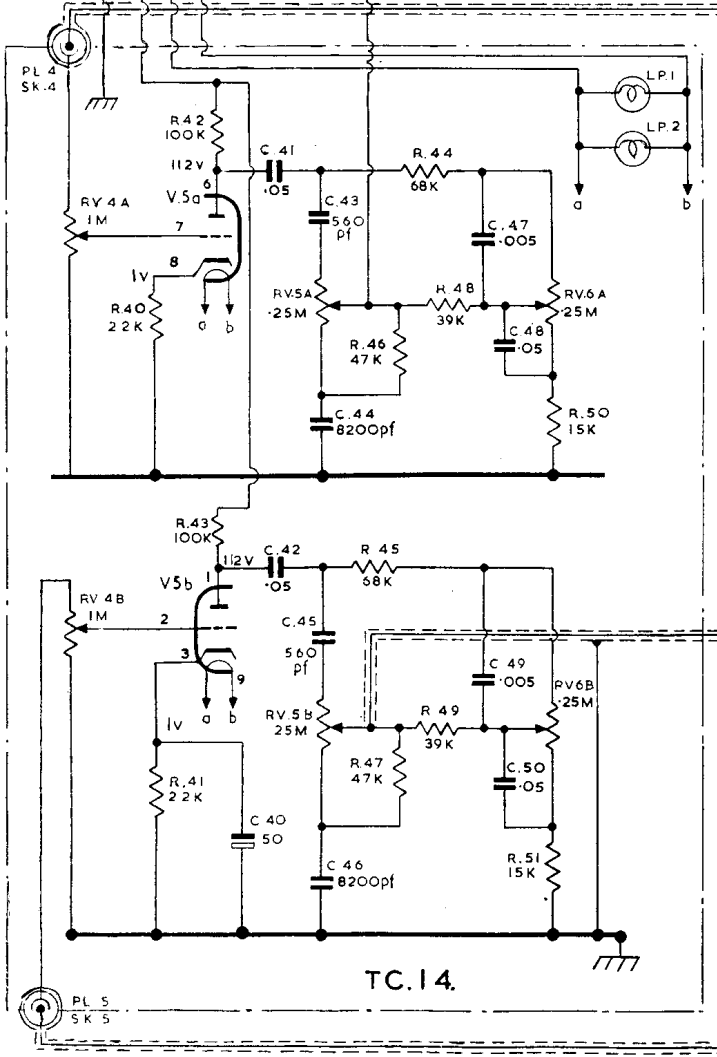 PL 4
SK.4
LP.1
LP.2
a
b
R.42
100K
112V
6
C.41
.05
R.44
68K
V.5a
RV 4A
1M
7
C.43
560
pf
C.47
.005
8
1V
a b
R.40
22K
RV.5A
.25M
R.48
39K
RV.6A
.25M
R.46
47K
C.48
.05
C.44
8200pf
R.50
15K
R.43
100K
112V
1
C.42
.05
R 45
68K
V5b
RV 4B
1M
2
C.45
560
pf
C 49
.005
3
9
a b
1V
RV.5B
25M
R 49
39K
RV6B
.25M
R.47
47K
C.50
.05
R.41
22K
C 40
50
C 46
8200pf
R.51
15K
TC.14.
PL 5
SK 5